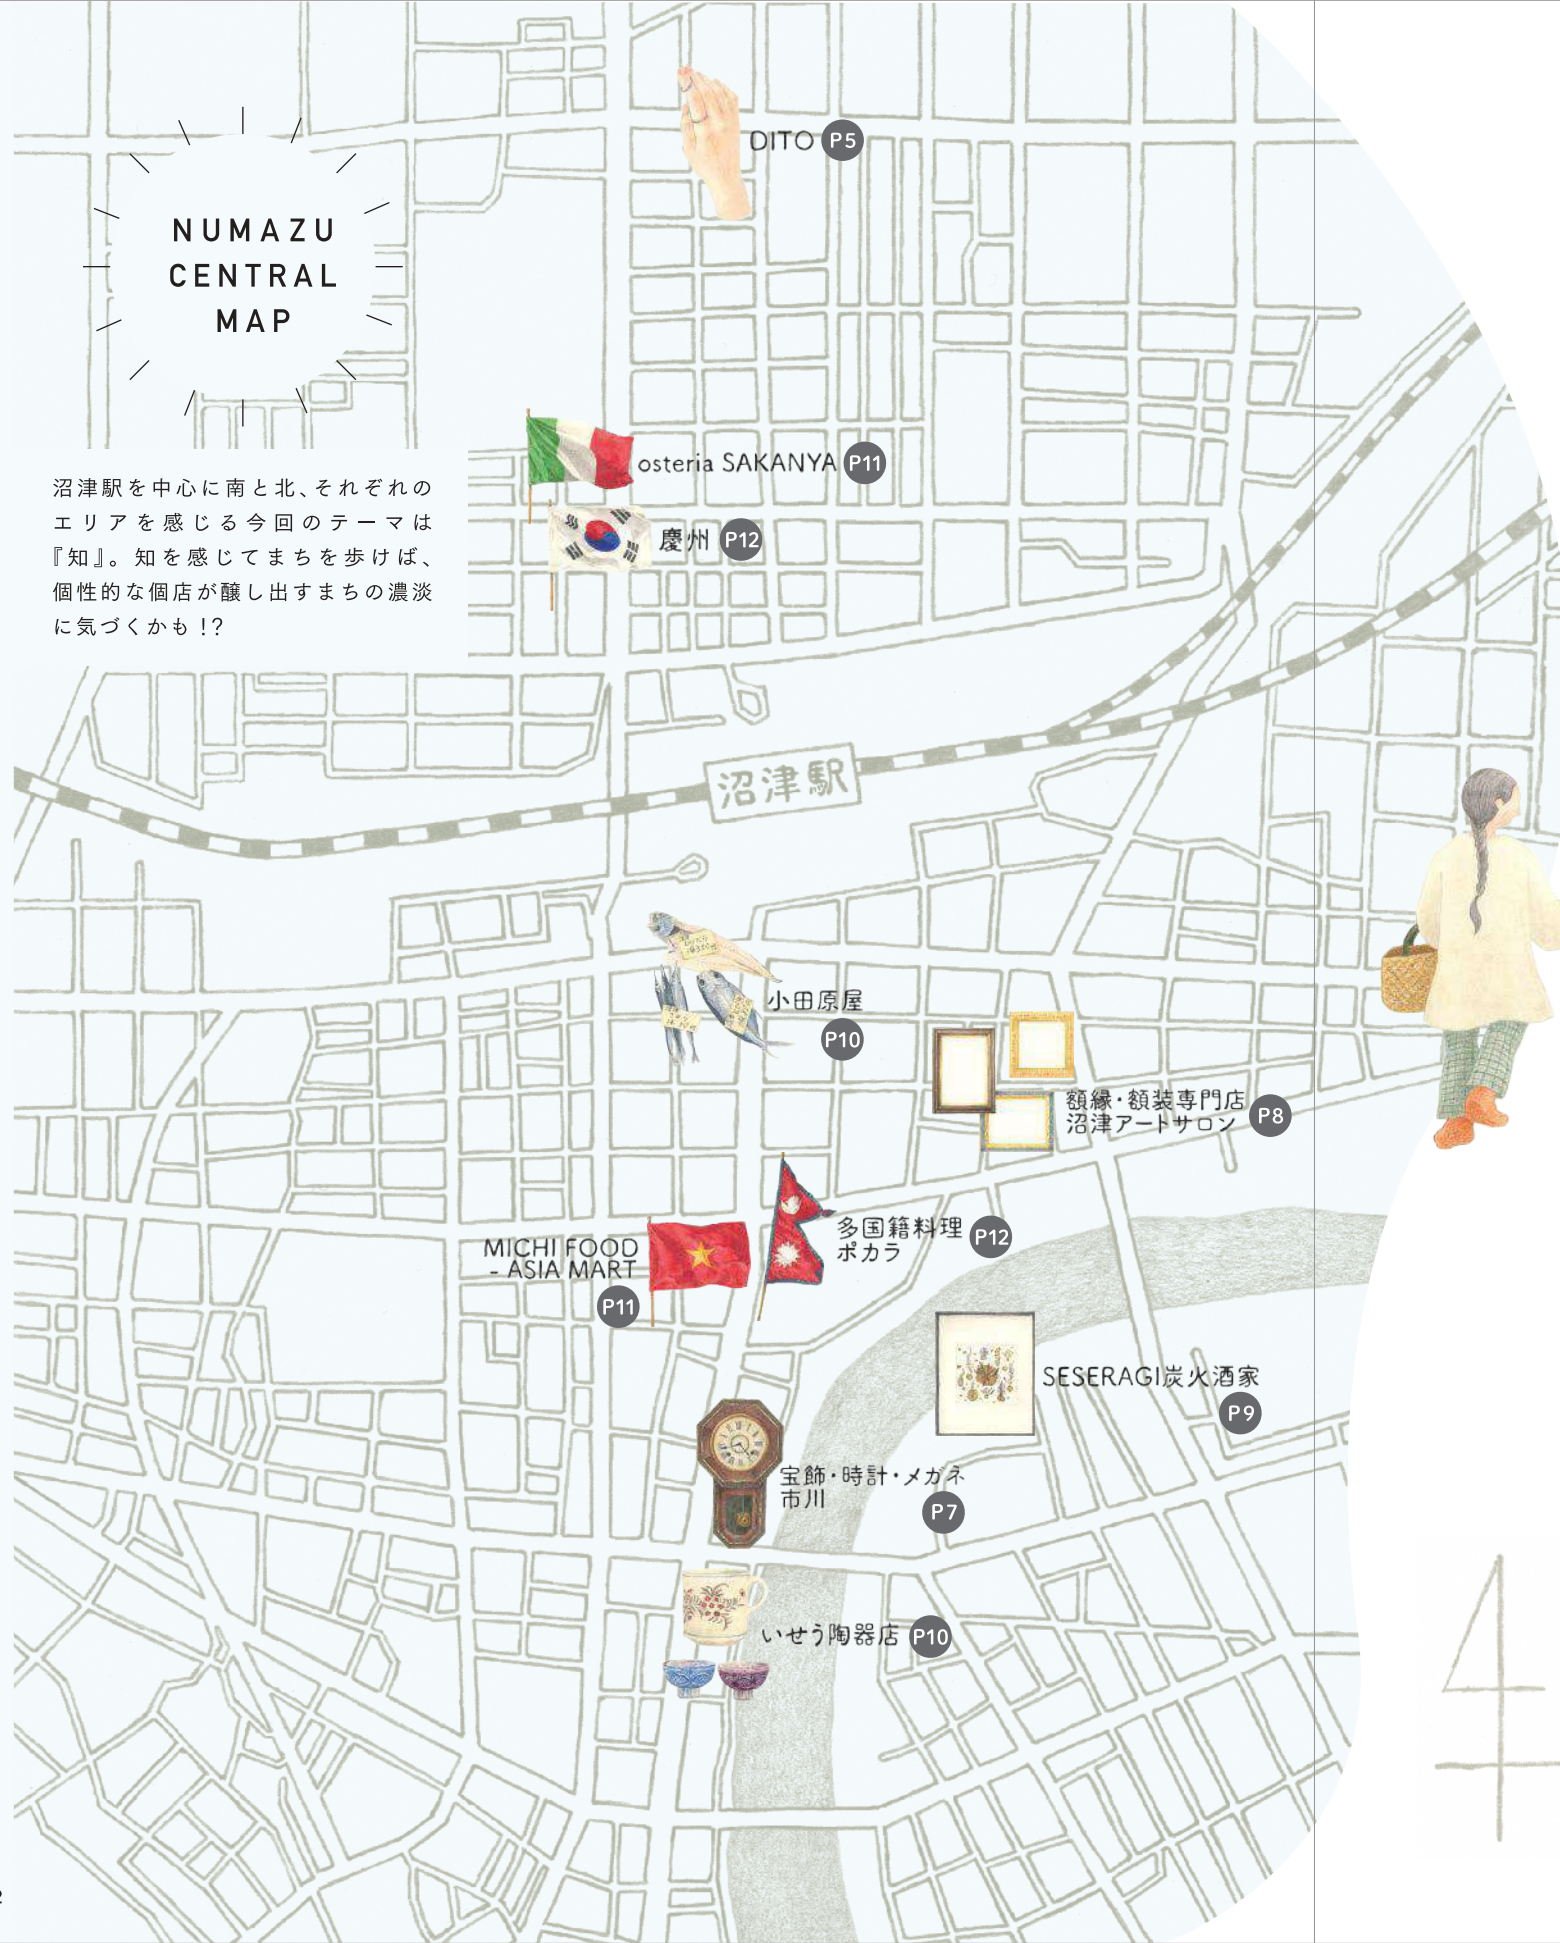 NUMAZU
CENTRAL
MAP
沼津駅を中心に南と北、それぞれの
エリアを感じる今回のテーマは
『知』。知を感じてまちを歩けば、
個性的な個店が醸し出すまちの濃淡
に気づくかも!?
DITO P5
osteria SAKANYA P11
慶州 P12
沼津駅
小田原屋
P10
額縁・額装専門店
沼津アートサロン P8
多国籍料理
ポカラ P12
MICHI FOOD
- ASIA MART
P11
SESERAGI炭火酒家
P9
宝飾・時計・メガネ
市川
P7
いせう陶器店 P10
4